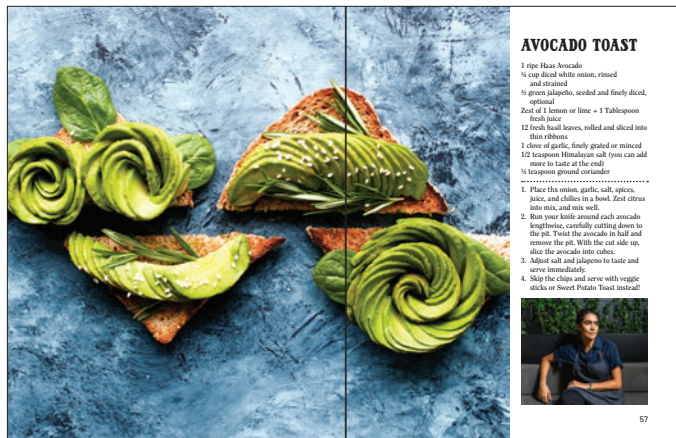 AVOCADO TOAST
1 ripe Haas Avocado
¼ cup diced white onion, rinsed
and strained
½ green jalapeño, seeded and finely diced,
optional
Zest of 1 lemon or lime + 1 Tablespoon
fresh juice
12 fresh basil leaves, rolled and sliced into
thin ribbons
1 clove of garlic, finely grated or minced
1/2 teaspoon Himalayan salt (you can add
more to taste at the end)
¼ teaspoon ground coriander
1. Place thx onion, garlic, salt, spices,
juice, and chilies in a bowl. Zest citrus
into mix, and mix well.
2. Run your knife around each avocado
lengthwise, carefully cutting down to
the pit. Twist the avocado in half and
remove the pit. With the cut side up,
slice the avocado into cubes.
3. Adjust salt and jalapeno to taste and
serve immediately.
4. Skip the chips and serve with veggie
sticks or Sweet Potato Toast instead!
57